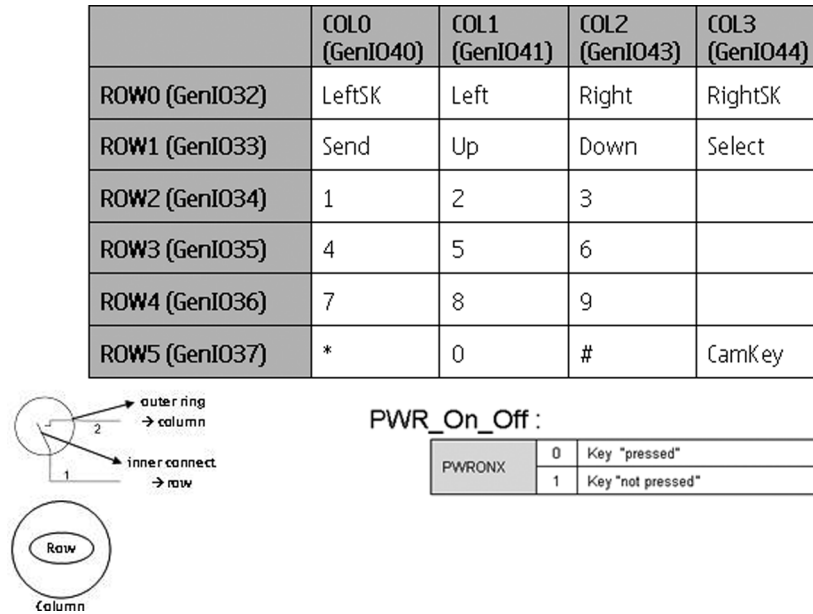 COL0 COL1 COL2 COL3
(GenIO40) (GenIO41) (GenIO43) (GenIO44)
ROW0 (GenIO32) LeftSK Left Right RightSK
ROW1 (GenIO33) Send Up Down Select
ROW2 (GenIO34) 1 2 3
ROW3 (GenIO35) 4 5 6
ROW4 (GenIO36) 7 8 9
ROW5 (GenIO37) * 0 # CamKey
outer ring
→ column
2
inner connect
→ row
1
Row
Column
PWR_On_Off :
PWRONX
0 Key "pressed"
1 Key "not pressed"